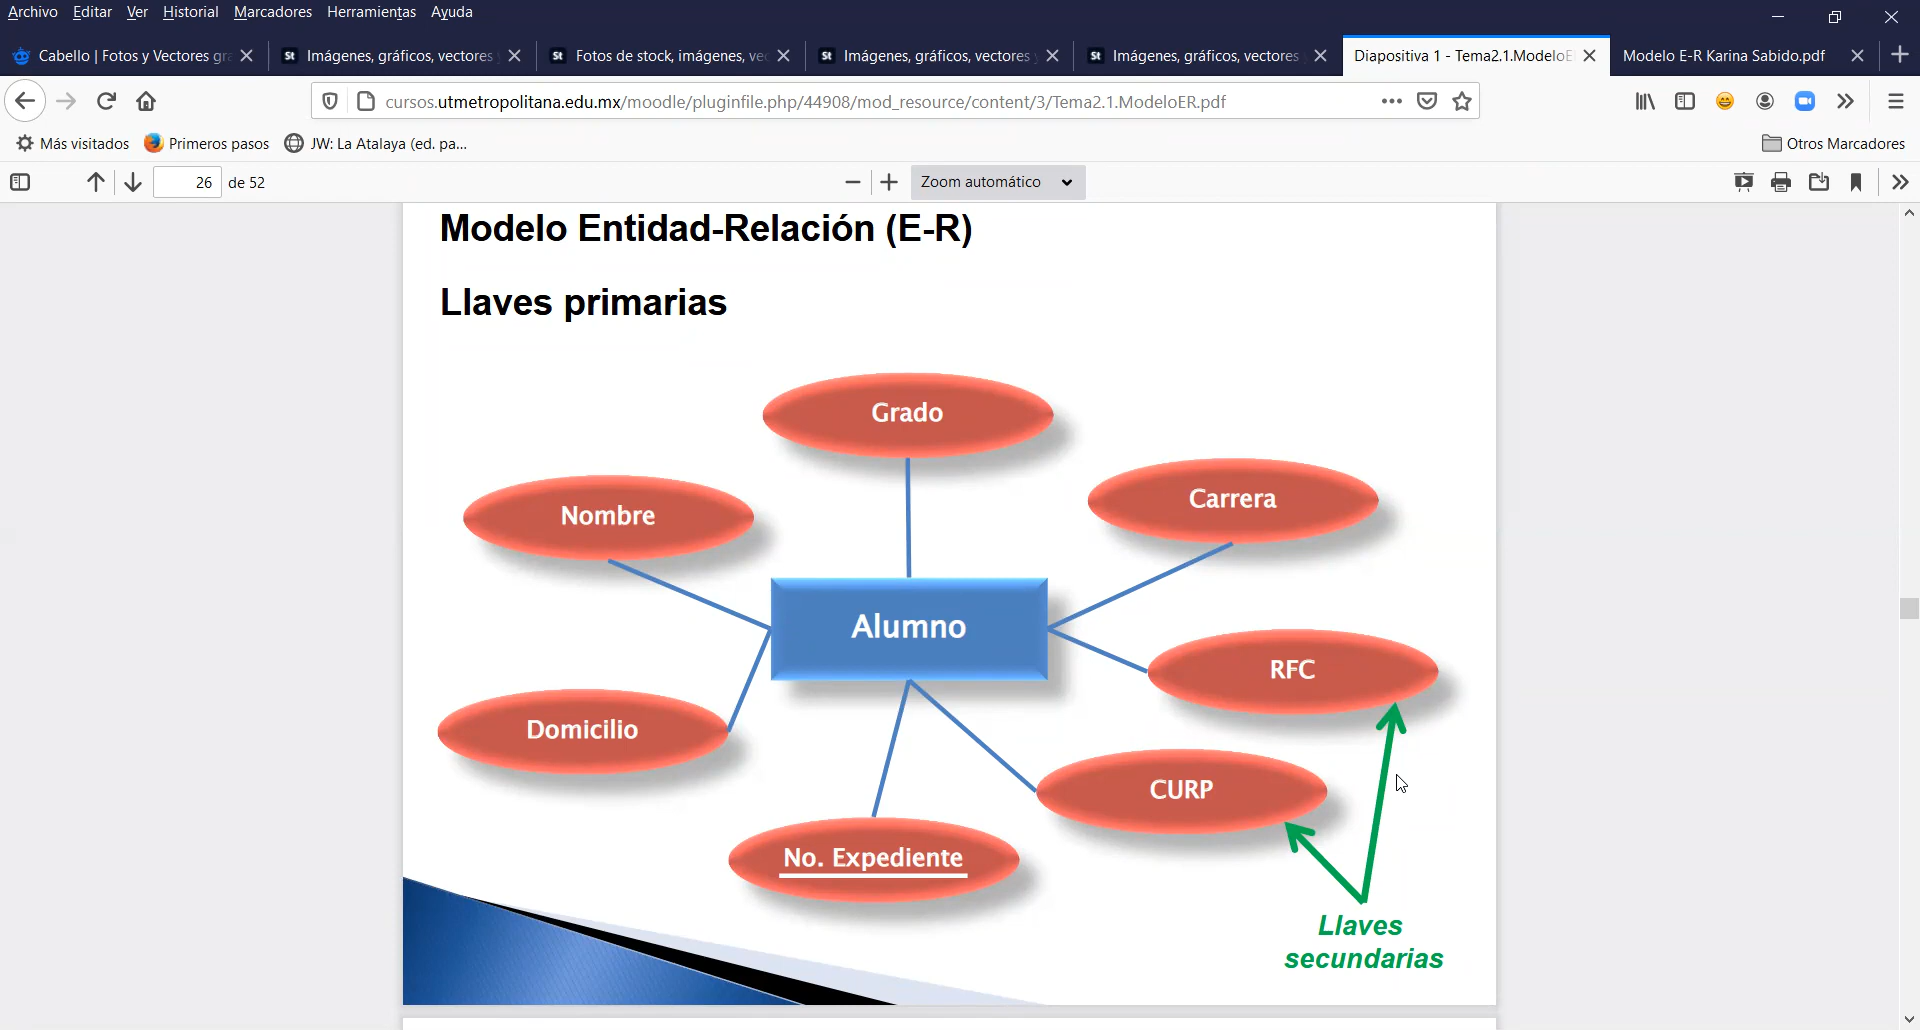 Archivo Editar Ver Historial Marcadores Herramientas Ayuda
Cabello | Fotos y Vectores gra
Imágenes, gráficos, vectores
Fotos de stock, imágenes, vec
Imágenes, gráficos, vectores y
Imágenes, gráficos, vectores
Diapositiva 1 - Tema2.1.ModeloE
Modelo E-R Karina Sabido.pdf
cursos.utmetropolitana.edu.mx/moodle/pluginfile.php/44908/mod_resource/content/3/Tema2.1.ModeloER.pdf
Más visitados Primeros pasos JW: La Atalaya (ed. pa... Otros Marcadores
26 de 52 Zoom automático
Modelo Entidad-Relación (E-R)
Llaves primarias
Grado
Carrera
Nombre
Alumno
RFC
Domicilio
CURP
No. Expediente
Llaves
secundarias